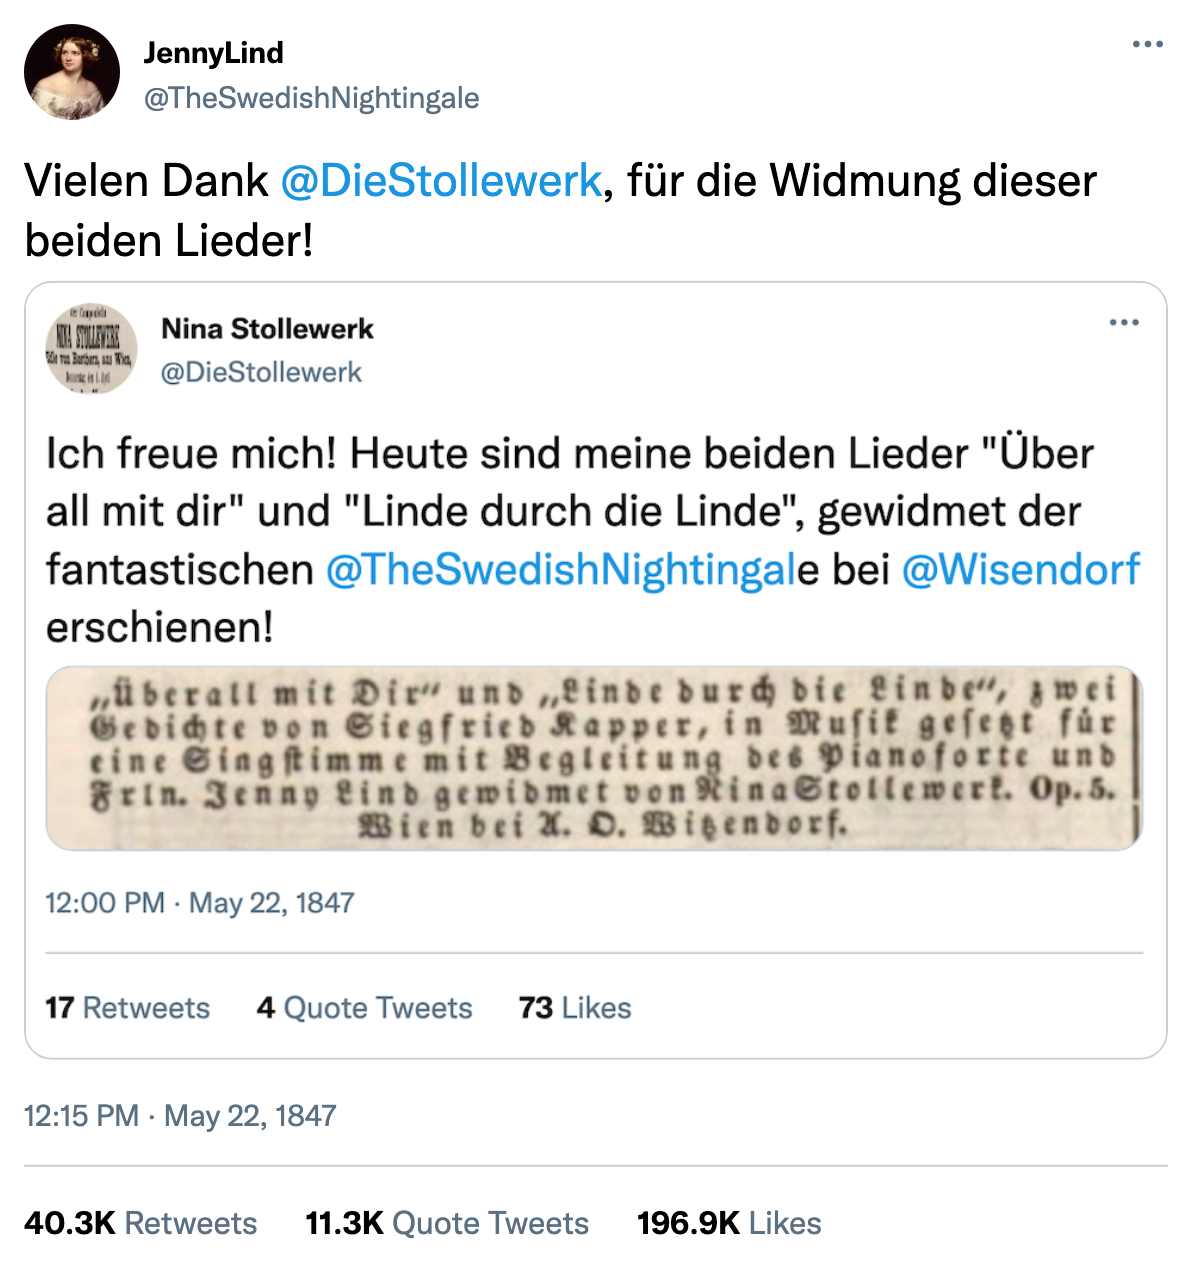 JennyLind
@TheSwedishNightingale
Vielen Dank @DieStollewerk, für die Widmung dieser
beiden Lieder!
der Componistin
NINA STOLLEWERK
Nina Stollewerk
@DieStollewerk
Ich freue mich! Heute sind meine beiden Lieder "Über
all mit dir" und "Linde durch die Linde", gewidmet der
fantastischen @TheSwedishNightingale bei @Wisendorf
erschienen!
„überall mit Dir“ und „Linde durch die Linde“, zwei
Gedichte von Siegfried Kapper, in Musik gesetzt für
eine Singstimme mit Begleitung des Pianoforte und
Frln. Jenny Lind gewidmet von Nina Stollewerk. Op. 5.
Wien bei A. O. Witzendorf.
12:00 PM · May 22, 1847
17 Retweets 4 Quote Tweets 73 Likes
12:15 PM · May 22, 1847
40.3K Retweets 11.3K Quote Tweets 196.9K Likes